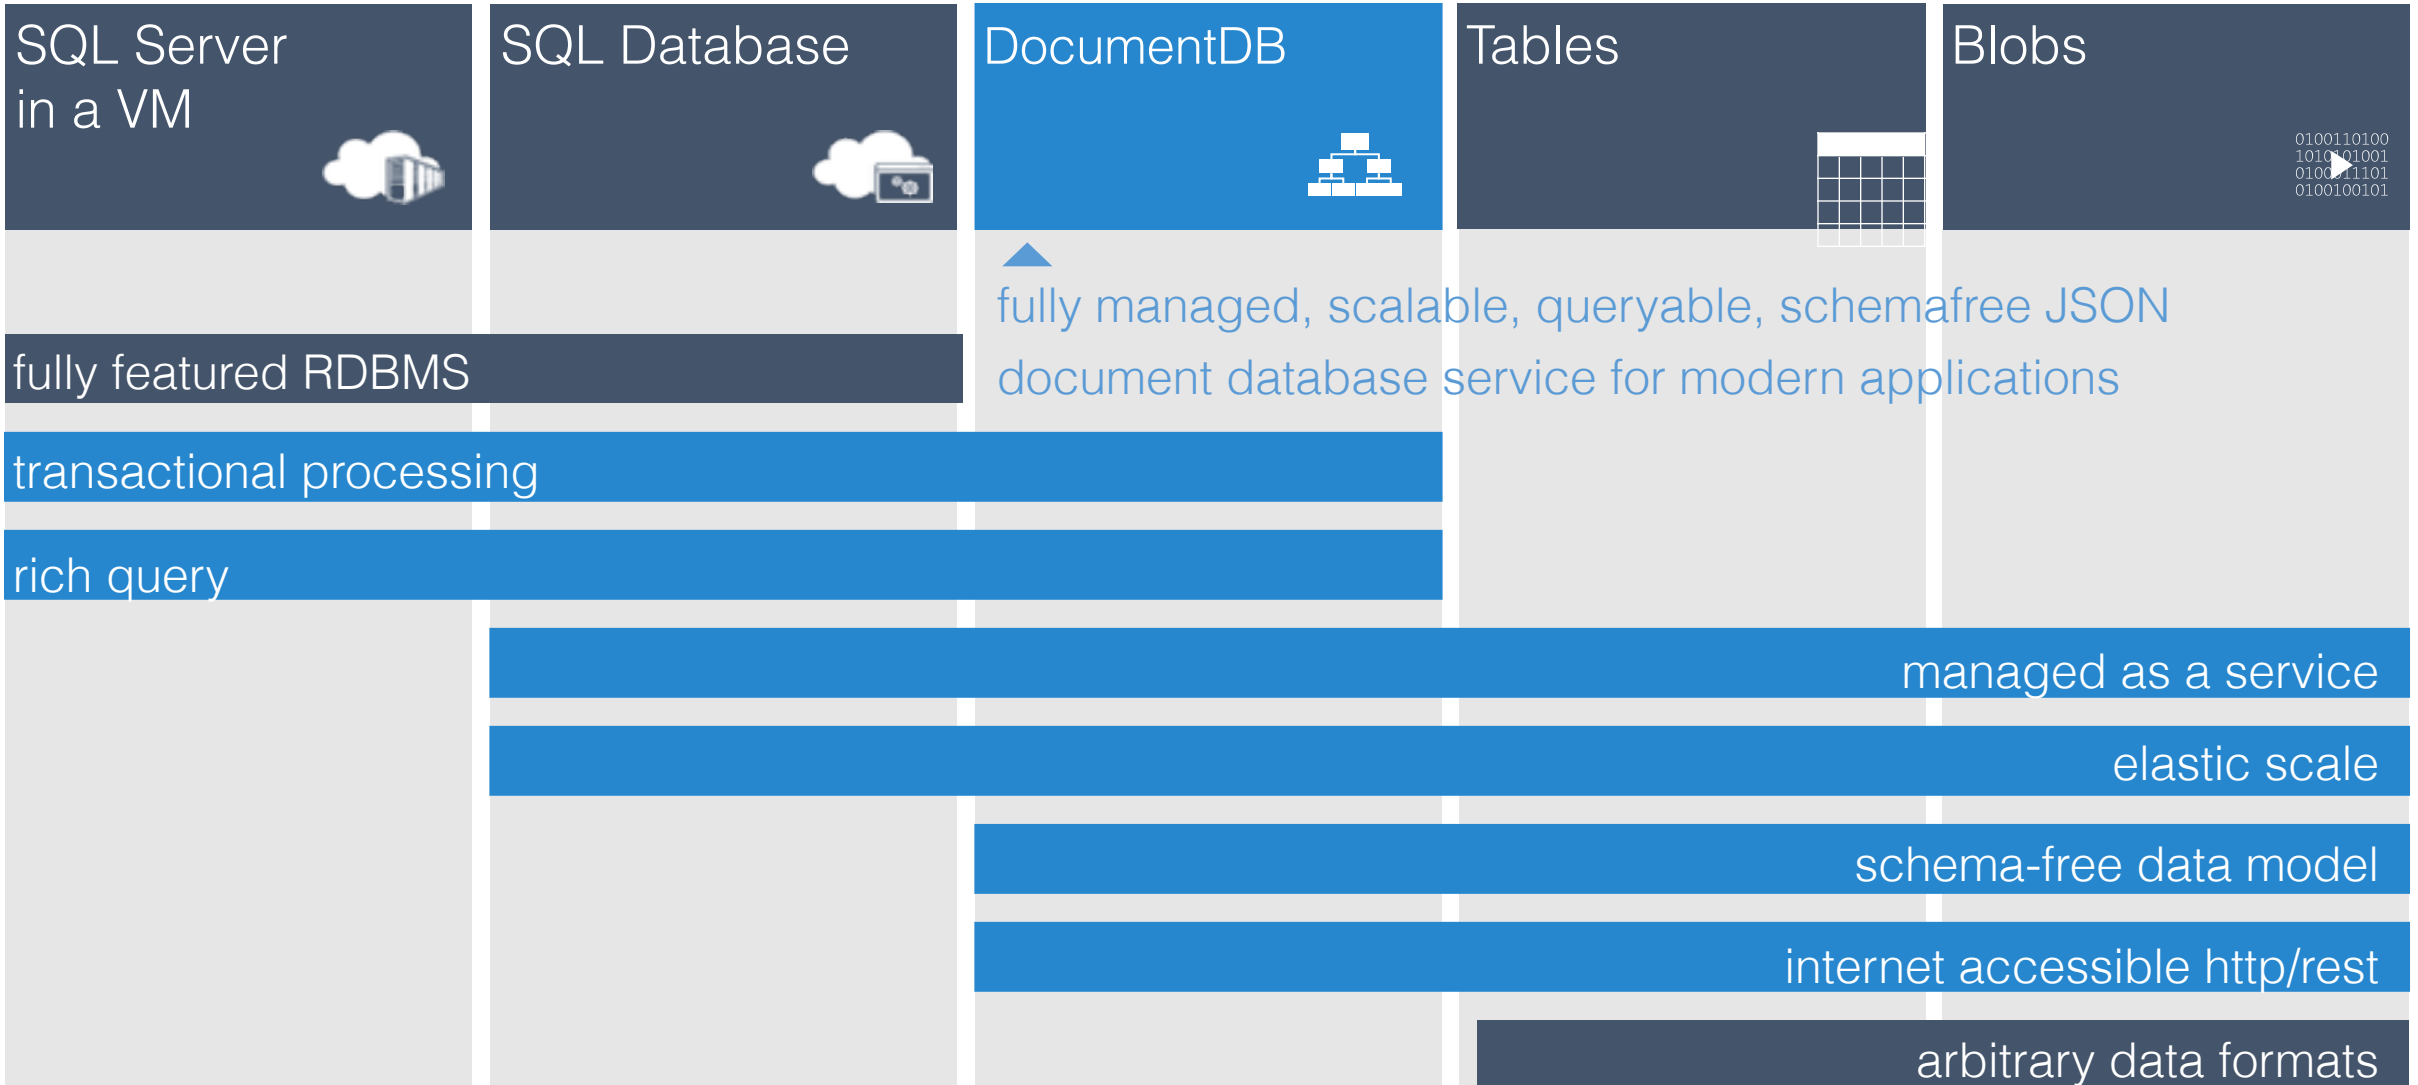 SQL Server
in a VM
SQL Database
DocumentDB
Tables
Blobs
0100110100
0100100101
fully managed, scalable, queryable, schemafree JSON
document database service for modern applications
fully featured RDBMS
transactional processing
rich query
managed as a service
elastic scale
schema-free data model
internet accessible http/rest
arbitrary data formats